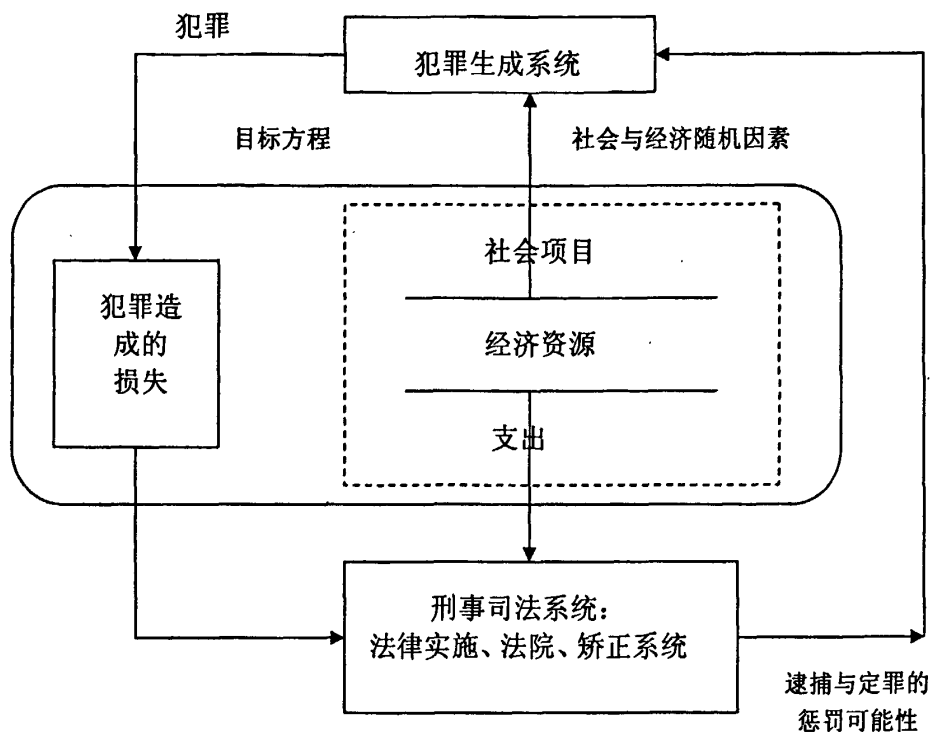 犯罪
犯罪生成系统
目标方程
社会与经济随机因素
社会项目
犯罪造
成的
损失
经济资源
支出
刑事司法系统:
法律实施、法院、矫正系统
逮捕与定罪的
惩罚可能性